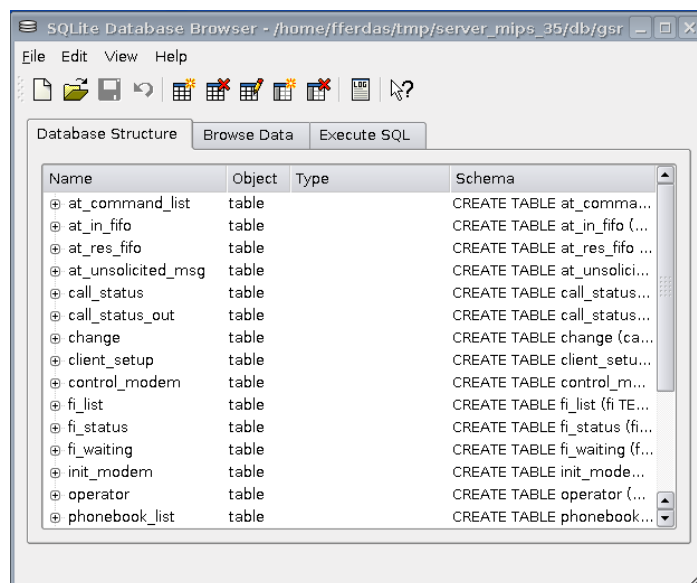 SQLite Database Browser - /home/fferdas/tmp/server_mips_35/db/gsr
File Edit View Help
LOG
Database Structure Browse Data Execute SQL
Name Object Type Schema
at_command_list table CREATE TABLE at_comma...
at_in_fifo table CREATE TABLE at_in_fifo (...
at_res_fifo table CREATE TABLE at_res_fifo ...
at_unsolicited_msg table CREATE TABLE at_unsolici...
call_status table CREATE TABLE call_status...
call_status_out table CREATE TABLE call_status...
change table CREATE TABLE change (ca...
client_setup table CREATE TABLE client_setu...
control_modem table CREATE TABLE control_m...
fi_list table CREATE TABLE fi_list (fi TE...
fi_status table CREATE TABLE fi_status (fi...
fi_waiting table CREATE TABLE fi_waiting (f...
init_modem table CREATE TABLE init_mode...
operator table CREATE TABLE operator (...
phonebook_list table CREATE TABLE phonebook...